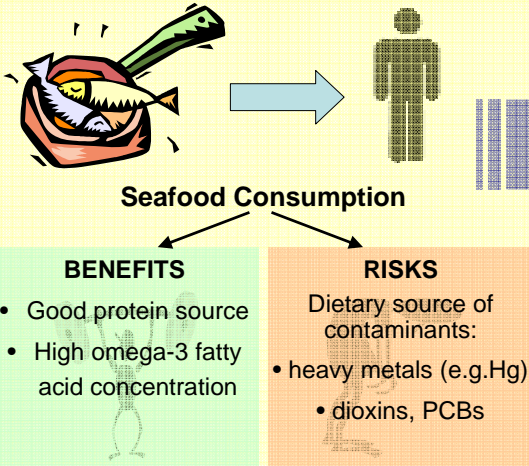 Seafood Consumption
BENEFITS
• Good protein source
• High omega-3 fatty
acid concentration
RISKS
Dietary source of
contaminants:
• heavy metals (e.g.Hg)
• dioxins, PCBs